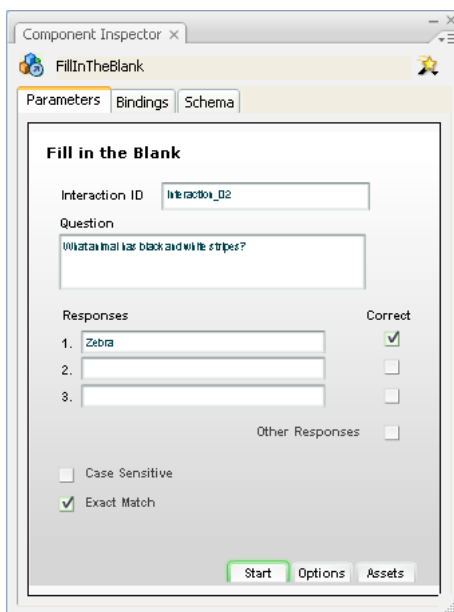 Component Inspector
FillInTheBlank
Parameters Bindings Schema
Fill in the Blank
Interaction ID Interaction_02
Question
What animal has black and white stripes?
Responses Correct
1. Zebra
2.
3.
Other Responses
Case Sensitive
Exact Match
Start Options Assets